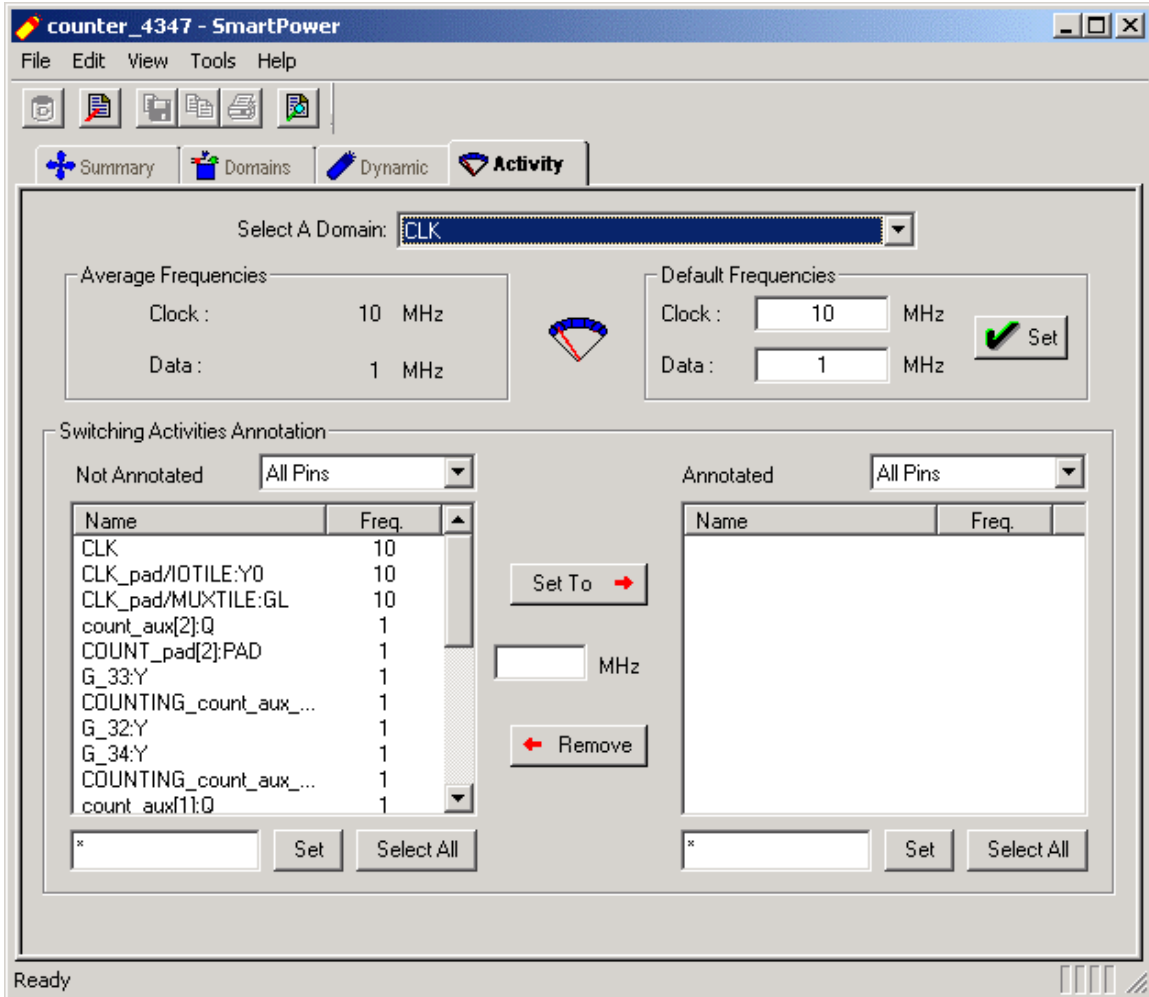 counter_4347 - SmartPower
File Edit View Tools Help
Summary Domains Dynamic Activity
Select A Domain: CLK
Average Frequencies
Clock : 10 MHz
Data : 1 MHz
Default Frequencies
Clock : 10 MHz
Data : 1 MHz
Set
Switching Activities Annotation
Not Annotated All Pins
Name Freq.
CLK 10
CLK_pad/IOTILE:Y0 10
CLK_pad/MUXTILE:GL 10
count_aux[2]:Q 1
COUNT_pad[2]:PAD 1
G_33:Y 1
COUNTING_count_aux_... 1
G_32:Y 1
G_34:Y 1
COUNTING_count_aux_... 1
count_aux[1]:Q 1
* Set Select All
Set To
MHz
Remove
Annotated All Pins
Name Freq.
* Set Select All
Ready